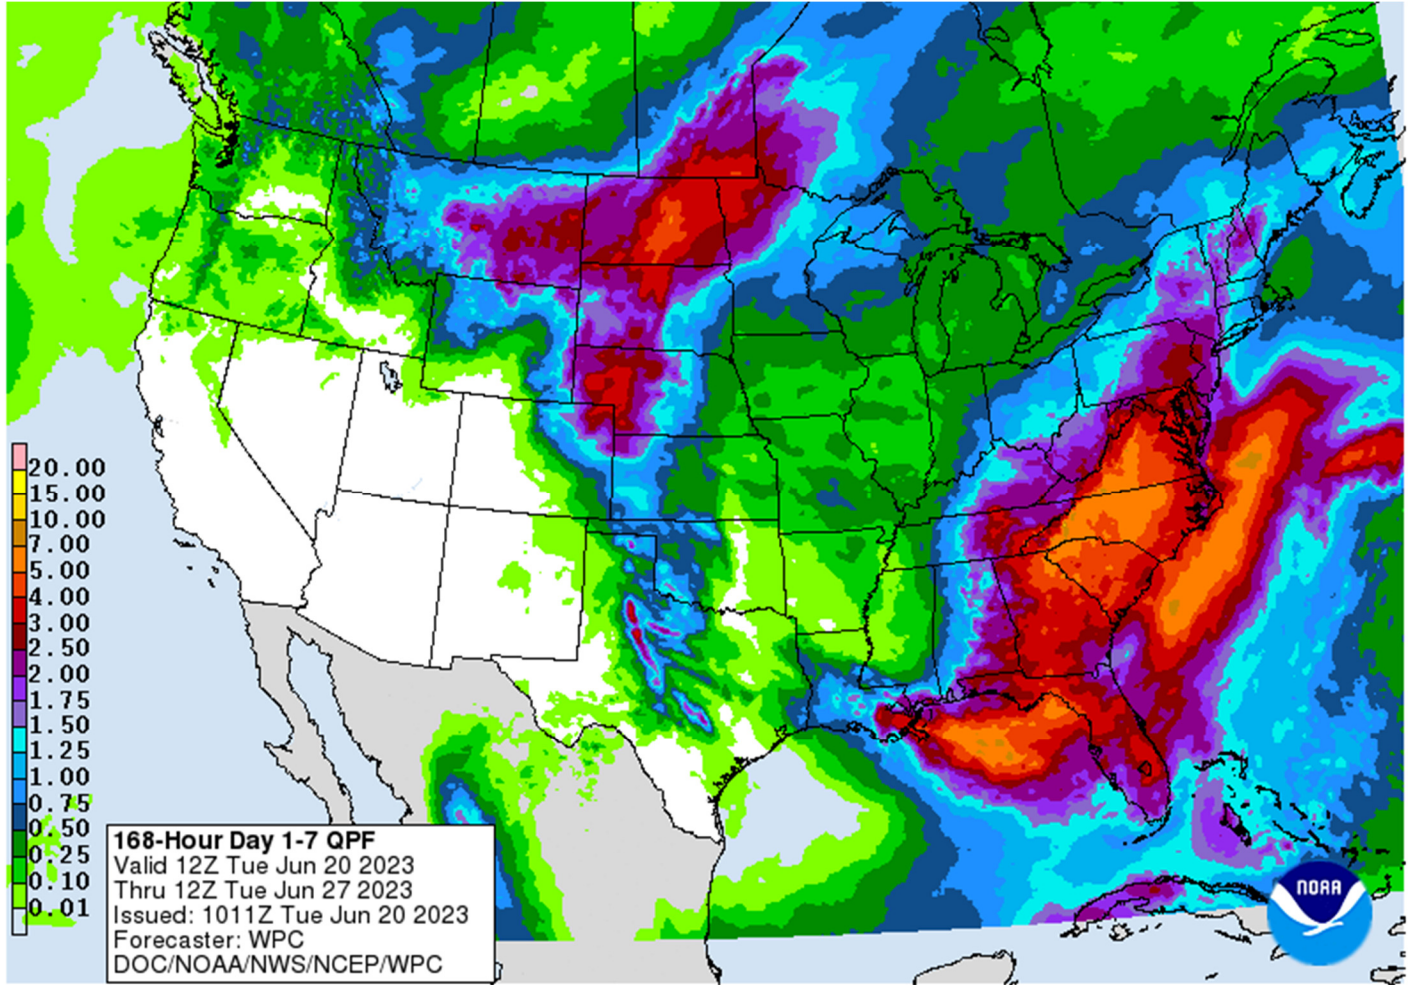 20.00
15.00
10.00
7.00
5.00
4.00
3.00
2.50
2.00
1.75
1.50
1.25
1.00
0.75
0.50
0.25
0.10
0.01
168-Hour Day 1-7 QPF
Valid 12Z Tue Jun 20 2023
Thru 12Z Tue Jun 27 2023
Issued: 1011Z Tue Jun 20 2023
Forecaster: WPC
DOC/NOAA/NWS/NCEP/WPC
NOAA